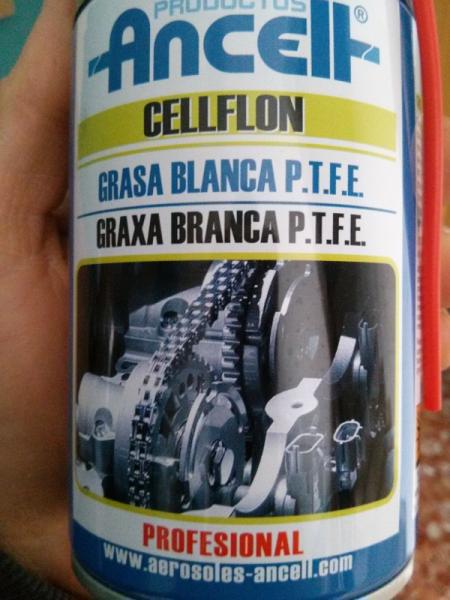 PRODUCTOS
Ancell®
CELLFLON
GRASA BLANCA P.T.F.E.
GRAXA BRANCA P.T.F.E.
PROFESIONAL
www.aerosoles-ancell.com